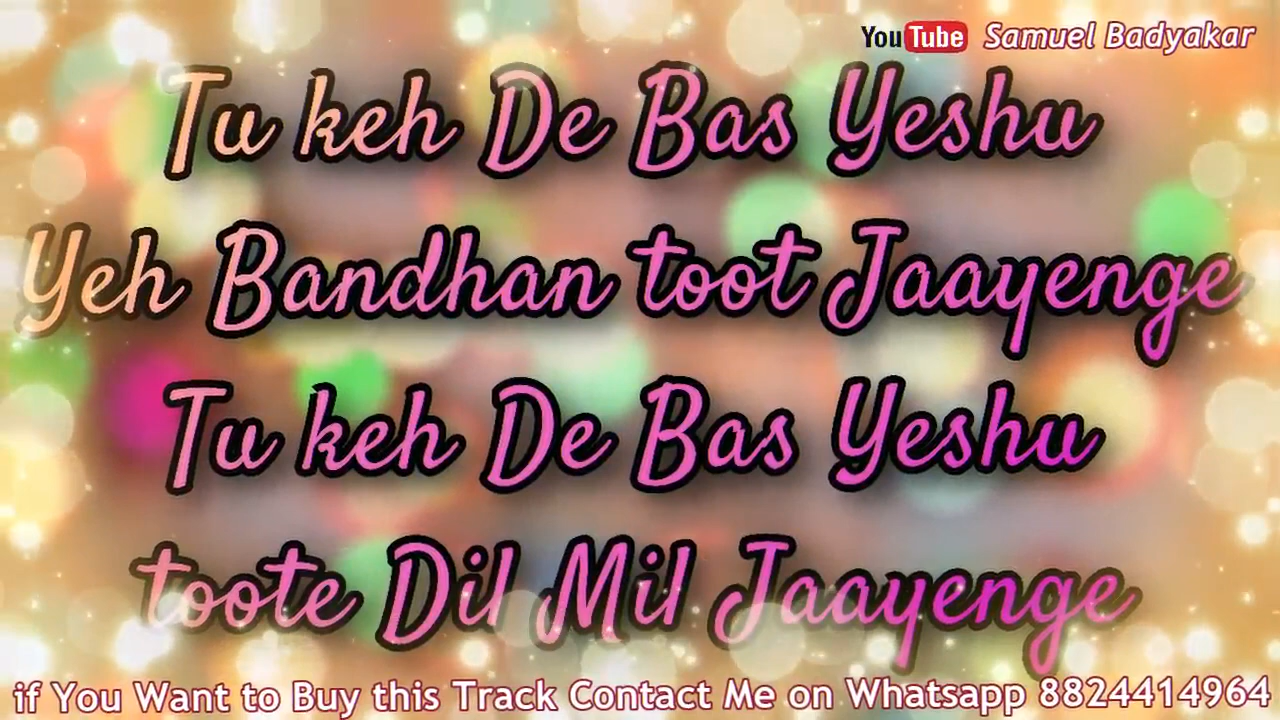 YouTube Samuel Badyakar
Tu keh De Bas Yeshu
Yeh Bandhan toot Jaayenge
Tu keh De Bas Yeshu
toote Dil Mil Jaayenge
if You Want to Buy this Track Contact Me on Whatsapp 8824414964